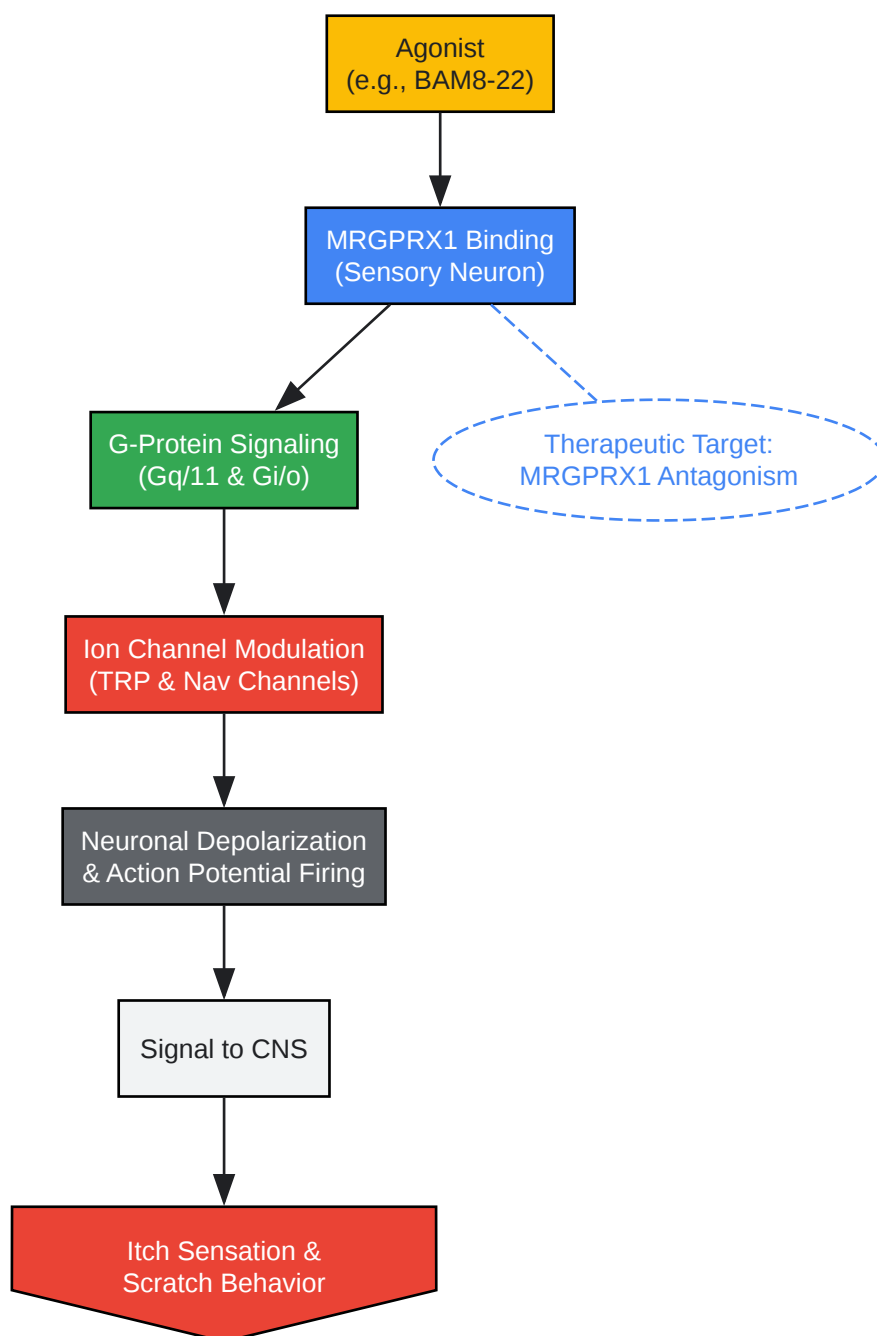 Agonist
(e.g., BAM8-22)
MRGPRX1 Binding
(Sensory Neuron)
G-Protein Signaling
(Gq/11 & Gi/o)
Therapeutic Target:
MRGPRX1 Antagonism
Ion Channel Modulation
(TRP & Nav Channels)
Neuronal Depolarization
& Action Potential Firing
Signal to CNS
Itch Sensation &
Scratch Behavior